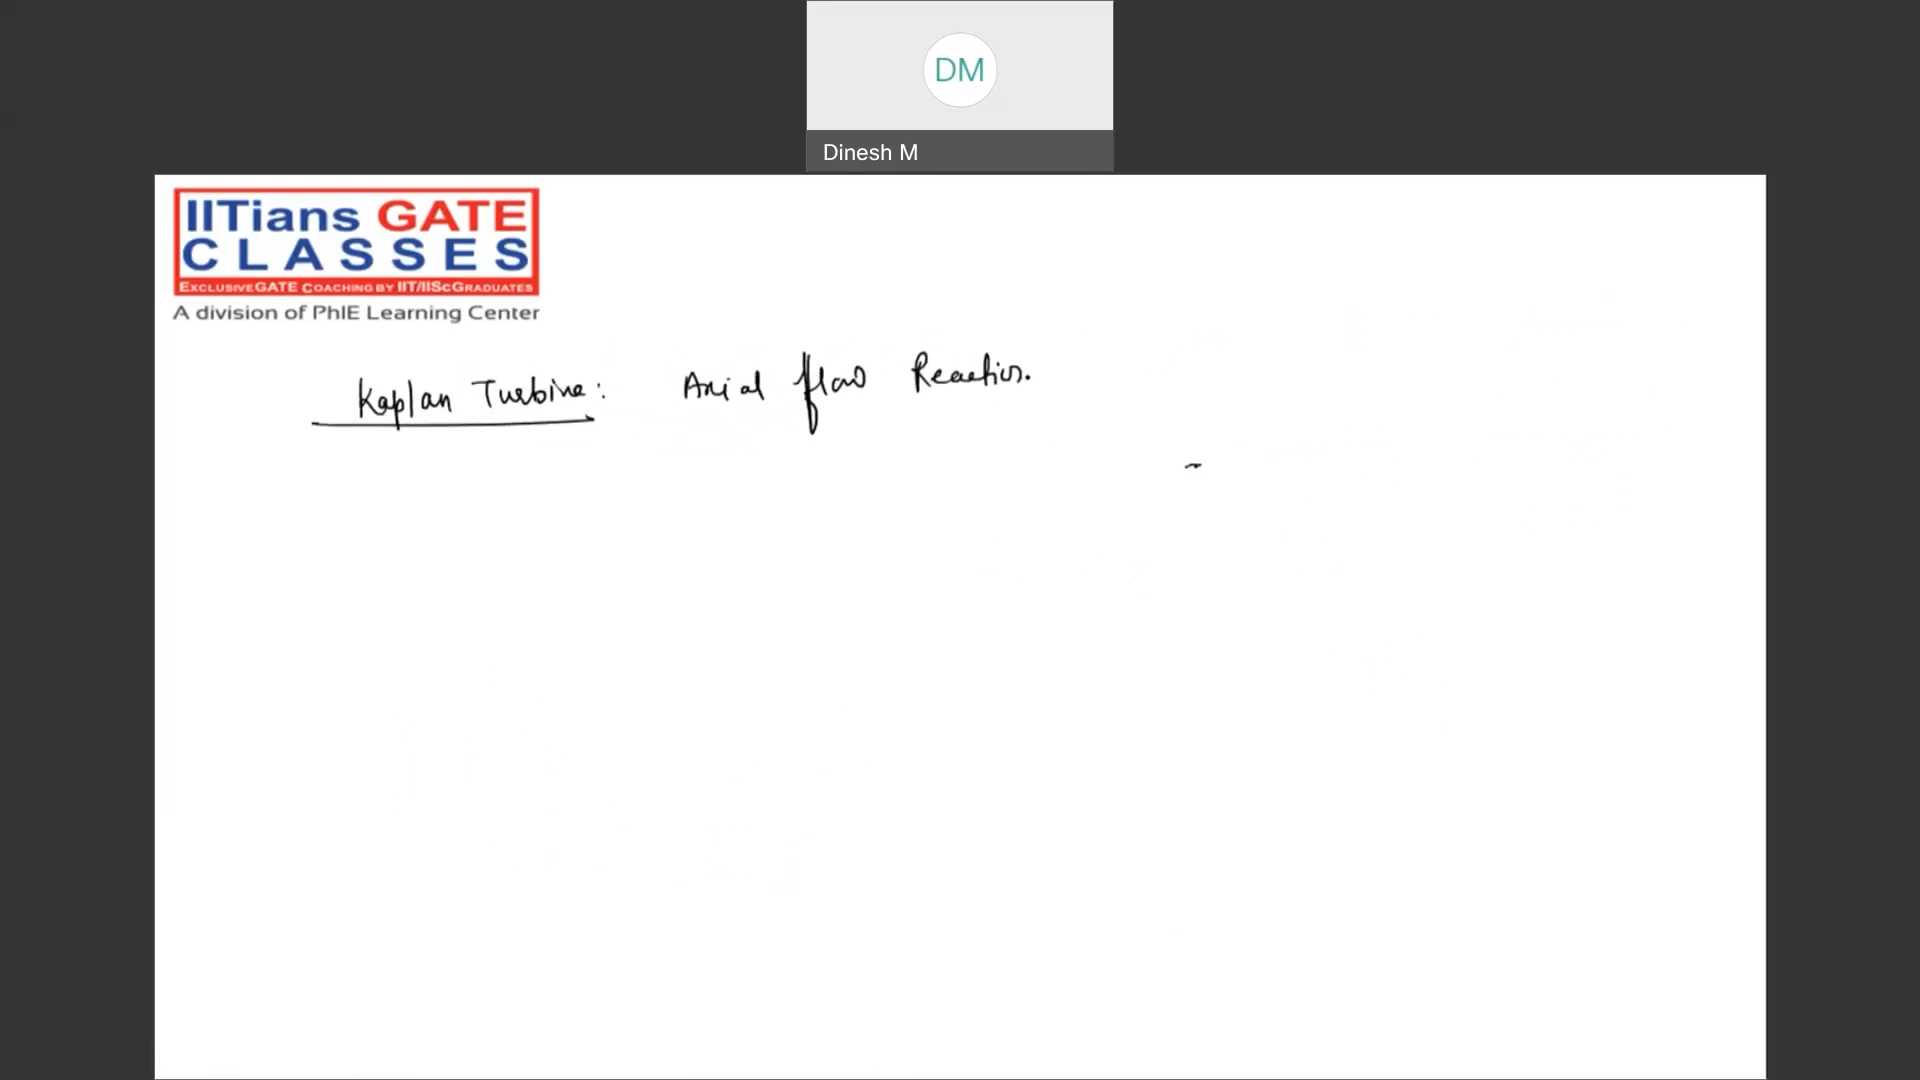 DM
Dinesh M
IITians GATE
CLASSES
EXCLUSIVE GATE COACHING BY IIT/IISc GRADUATES
A division of PhIE Learning Center
Kaplan Turbine: Axial flow Reaction.